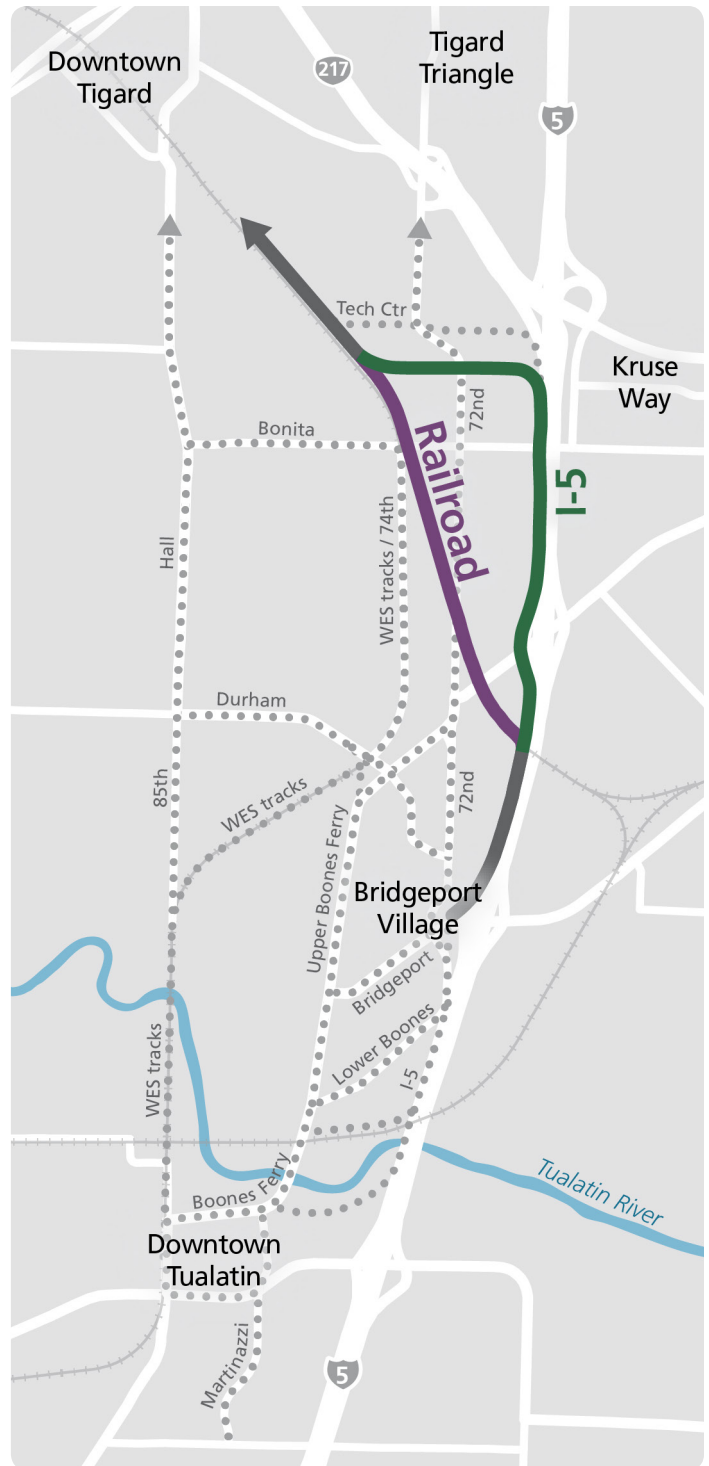 Downtown
Tigard
217
Tigard
Triangle
5
Tech Ctr
Kruse
Way
72nd
Bonita
Railroad
I-5
Hall
WES tracks / 74th
Durham
85th
WES tracks
72nd
Upper Boones Ferry
Bridgeport
Village
Bridgeport
Lower Boones
I-5
WES tracks
Boones Ferry
Tualatin River
Downtown
Tualatin
Martinazzi
5